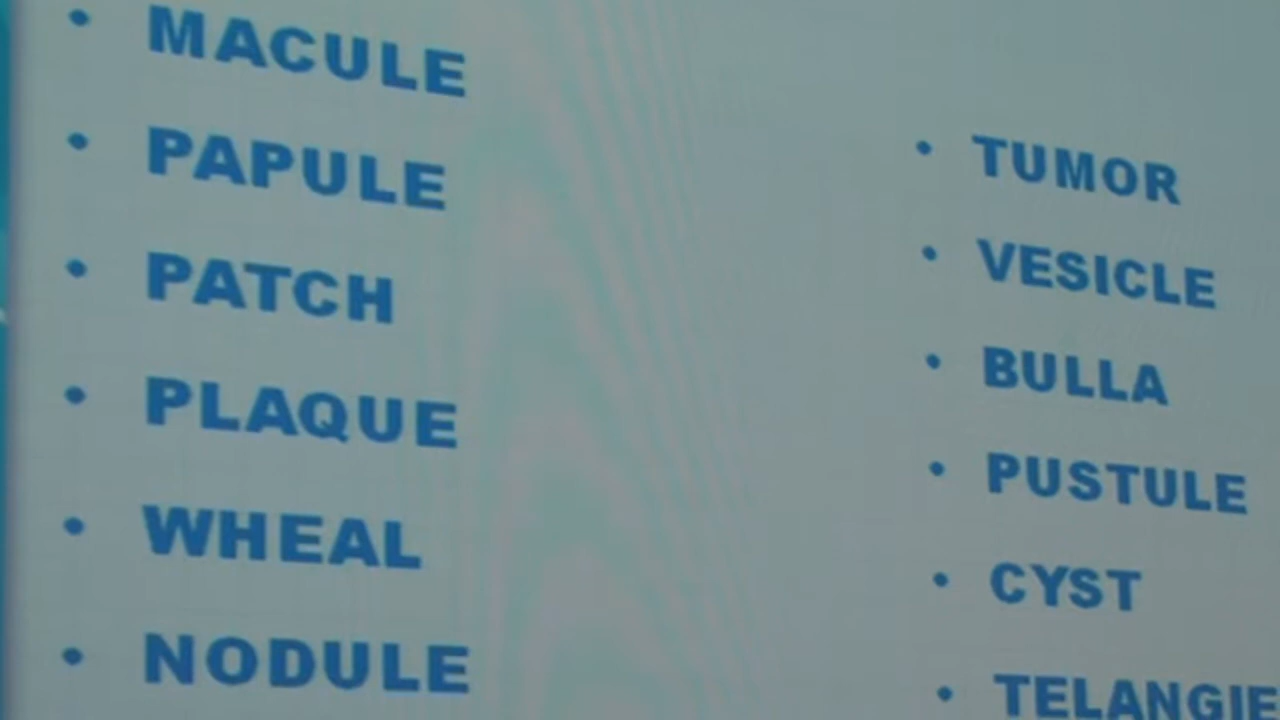 • MACULE
• PAPULE
• PATCH
• PLAQUE
• WHEAL
• NODULE
• TUMOR
• VESICLE
• BULLA
• PUSTULE
• CYST
• TELANGIE